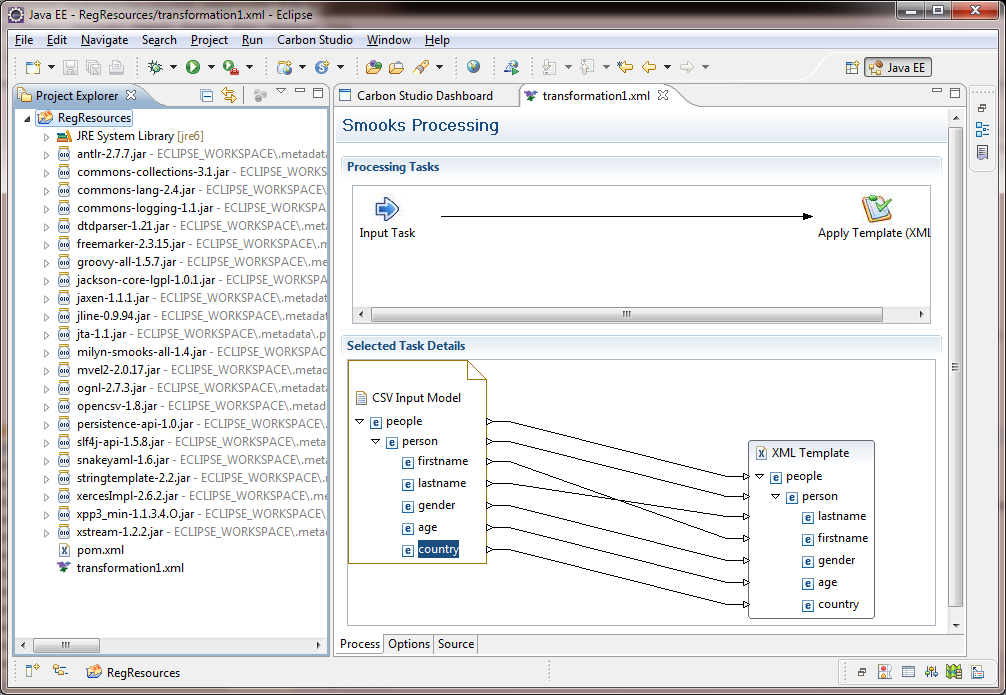 Java EE - RegResources/transformation1.xml - Eclipse
File Edit Navigate Search Project Run Carbon Studio Window Help
Java EE
Project Explorer
RegResources
JRE System Library [jre6]
antlr-2.7.7.jar - ECLIPSE_WORKSPACE\.metadata
commons-collections-3.1.jar - ECLIPSE_WORKSPA
commons-lang-2.4.jar - ECLIPSE_WORKSPACE\.
commons-logging-1.1.jar - ECLIPSE_WORKSPA
dtdparser-1.21.jar - ECLIPSE_WORKSPACE\.me
freemarker-2.3.15.jar - ECLIPSE_WORKSPACE\.m
groovy-all-1.5.7.jar - ECLIPSE_WORKSPACE\.me
jackson-core-lgpl-1.0.1.jar - ECLIPSE_WORKSPA
jaxen-1.1.1.jar - ECLIPSE_WORKSPACE\.metadat
jline-0.9.94.jar - ECLIPSE_WORKSPACE\.metada
jta-1.1.jar - ECLIPSE_WORKSPACE\.metadata\.p
milyn-smooks-all-1.4.jar - ECLIPSE_WORKSPAC
mvel2-2.0.17.jar - ECLIPSE_WORKSPACE\.meta
ognl-2.7.3.jar - ECLIPSE_WORKSPACE\.metada
opencsv-1.8.jar - ECLIPSE_WORKSPACE\.metad
persistence-api-1.0.jar - ECLIPSE_WORKSPACE
slf4j-api-1.5.8.jar - ECLIPSE_WORKSPACE\.met
snakeyaml-1.6.jar - ECLIPSE_WORKSPACE\.met
stringtemplate-2.2.jar - ECLIPSE_WORKSPACE\
xercesImpl-2.6.2.jar - ECLIPSE_WORKSPACE\.m
xpp3_min-1.1.3.4.O.jar - ECLIPSE_WORKSPACE\
xstream-1.2.2.jar - ECLIPSE_WORKSPACE\.meta
pom.xml
transformation1.xml
Carbon Studio Dashboard
transformation1.xml
Smooks Processing
Processing Tasks
Input Task
Apply Template (XML
Selected Task Details
CSV Input Model
people
person
firstname
lastname
gender
age
country
XML Template
people
person
lastname
firstname
gender
age
country
Process Options Source
RegResources